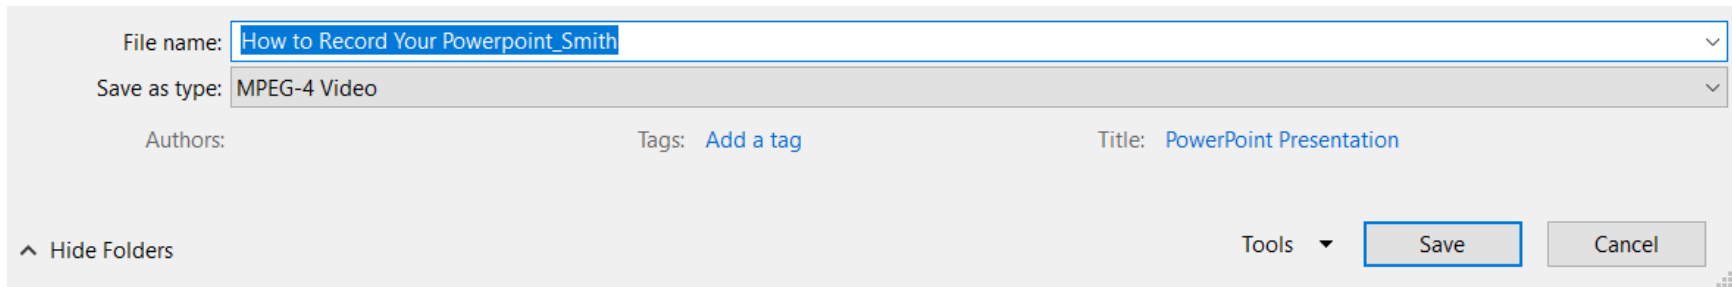 File name: How to Record Your Powerpoint_Smith
Save as type: MPEG-4 Video
Authors: Tags: Add a tag Title: PowerPoint Presentation
Hide Folders Tools Save Cancel